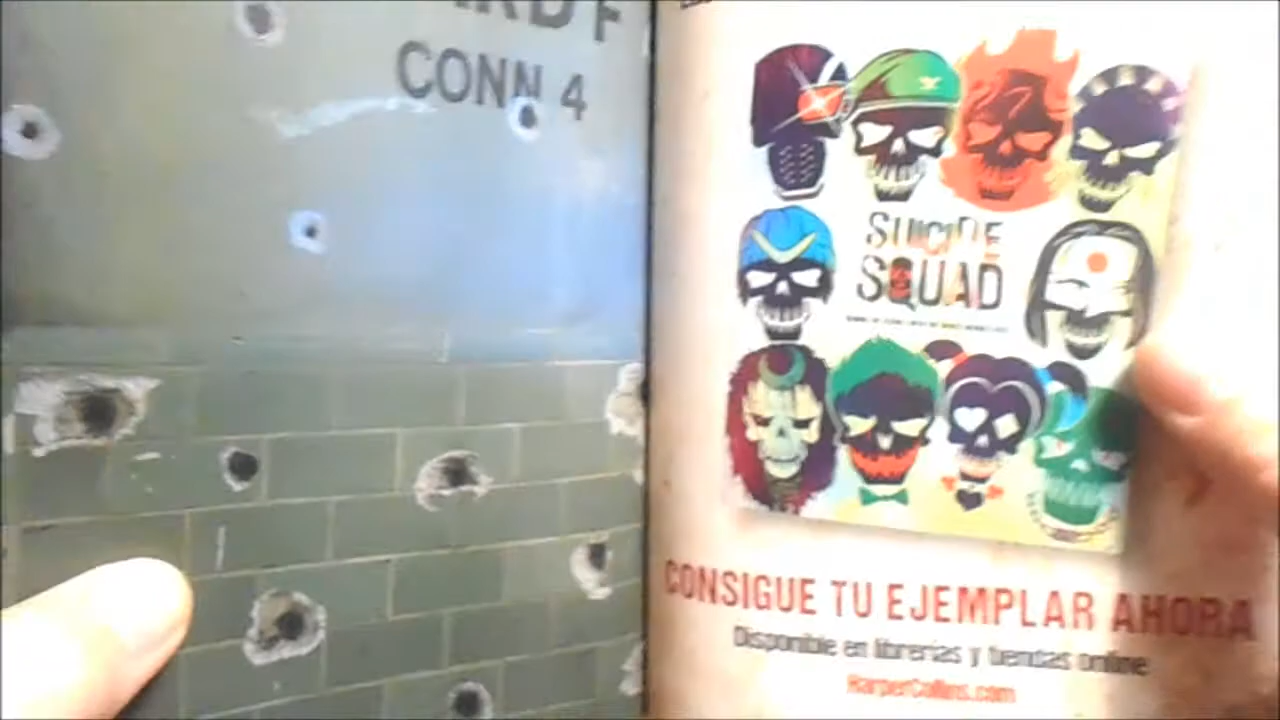 CONN 4
SUICIDE
SQUAD
CONSIGUE TU EJEMPLAR AHORA
Disponible en librerías y tiendas online
HarperCollins.com